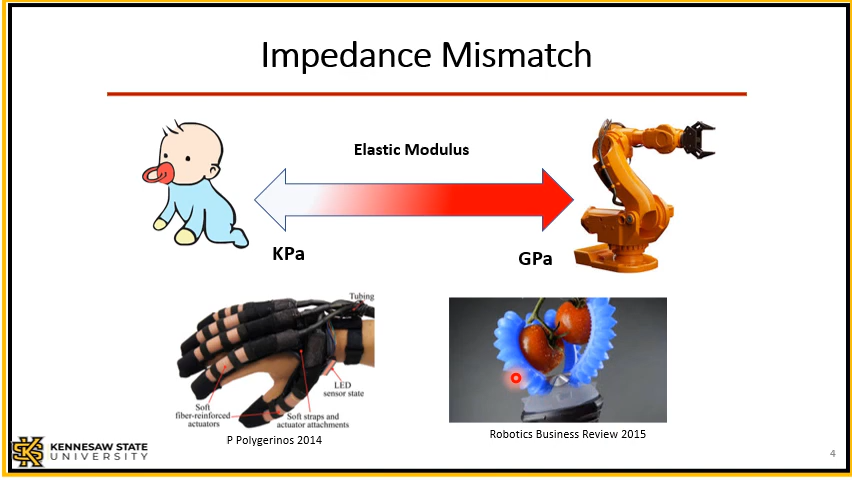 Impedance Mismatch
Elastic Modulus
KPa
GPa
Tubing
LED
sensor state
Soft
fiber-reinforced
actuators
Soft straps and
actuator attachments
P Polygerinos 2014
Robotics Business Review 2015
KS
KENNESAW STATE
UNIVERSITY
4